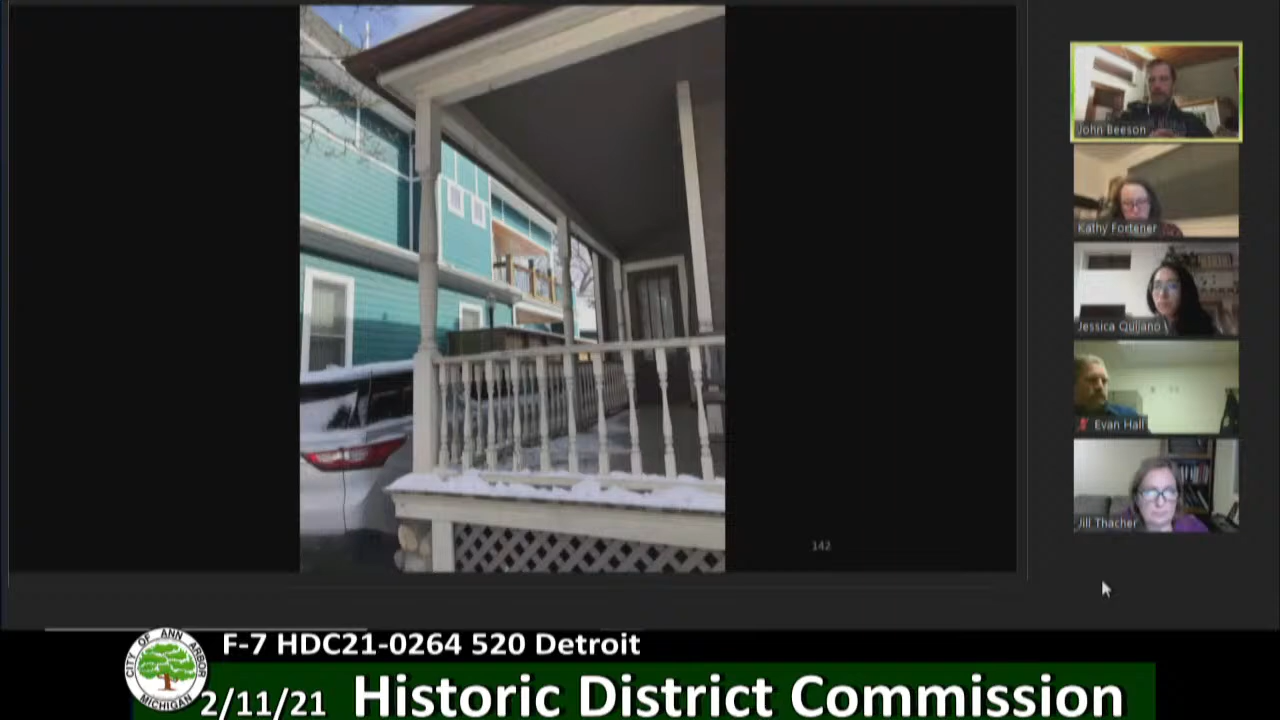 John Beeson
Kathy Fortener
Jessica Quijano
Evan Hall
Jill Thacher
142
F-7 HDC21-0264 520 Detroit
CITY OF ANN ARBOR
MICHIGAN
2/11/21 Historic District Commission